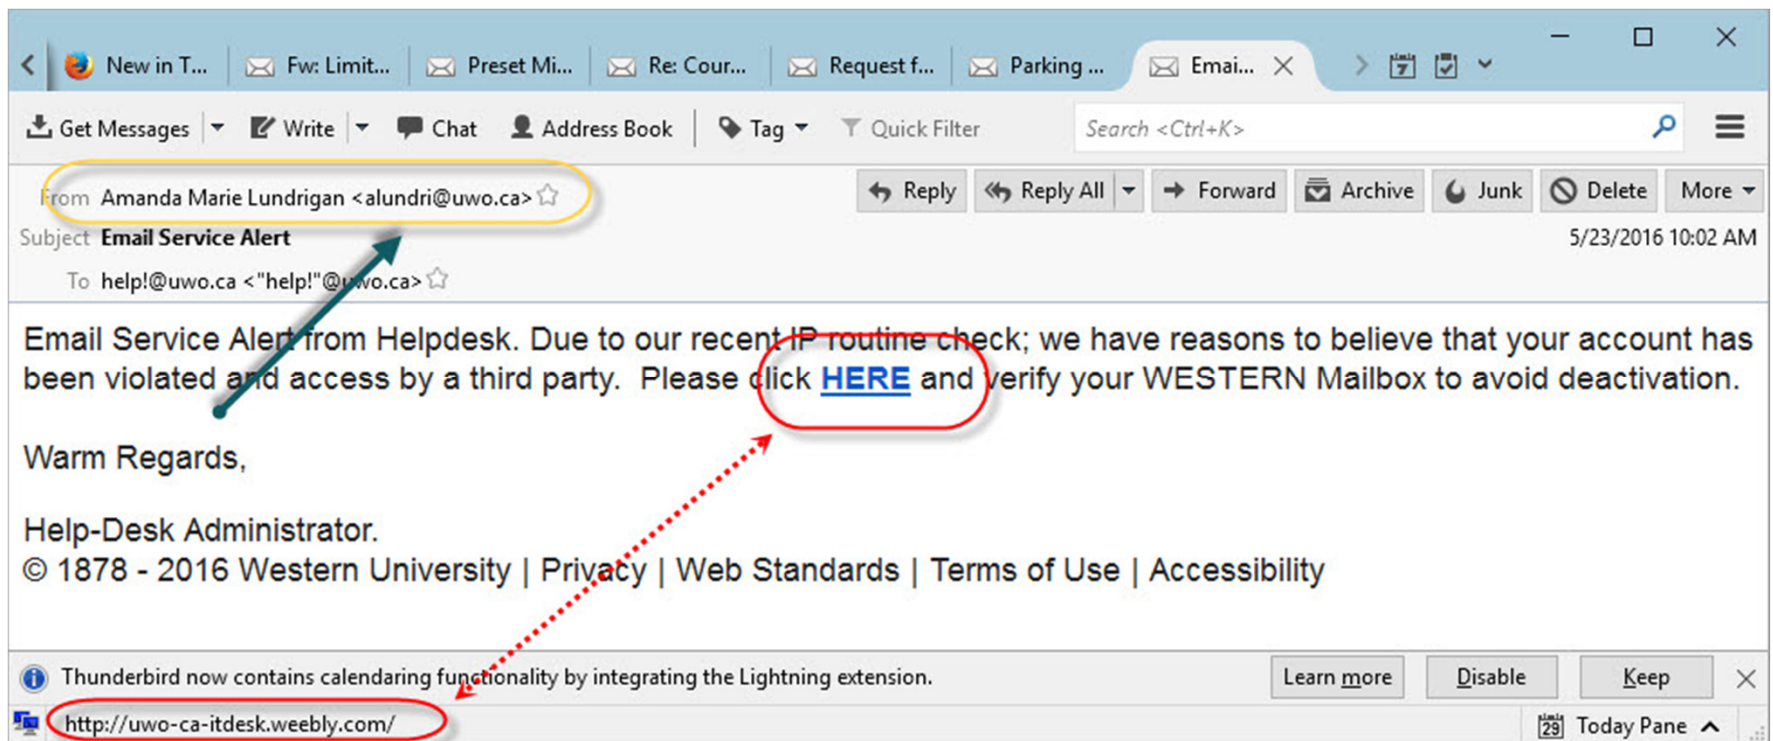 New in T... Fw: Limit... Preset Mi... Re: Cour... Request f... Parking ... Emai...
7
Get Messages Write Chat Address Book Tag Quick Filter Search <Ctrl+K>
From Amanda Marie Lundrigan <alundri@uwo.ca> Reply Reply All Forward Archive Junk Delete More
Subject Email Service Alert 5/23/2016 10:02 AM
To help!@uwo.ca <"help!"@uwo.ca>
Email Service Alert from Helpdesk. Due to our recent IP routine check; we have reasons to believe that your account has
been violated and access by a third party. Please click HERE and verify your WESTERN Mailbox to avoid deactivation.
Warm Regards,
Help-Desk Administrator.
© 1878 - 2016 Western University | Privacy | Web Standards | Terms of Use | Accessibility
Thunderbird now contains calendaring functionality by integrating the Lightning extension. Learn more Disable Keep
http://uwo-ca-itdesk.weebly.com/ 29 Today Pane